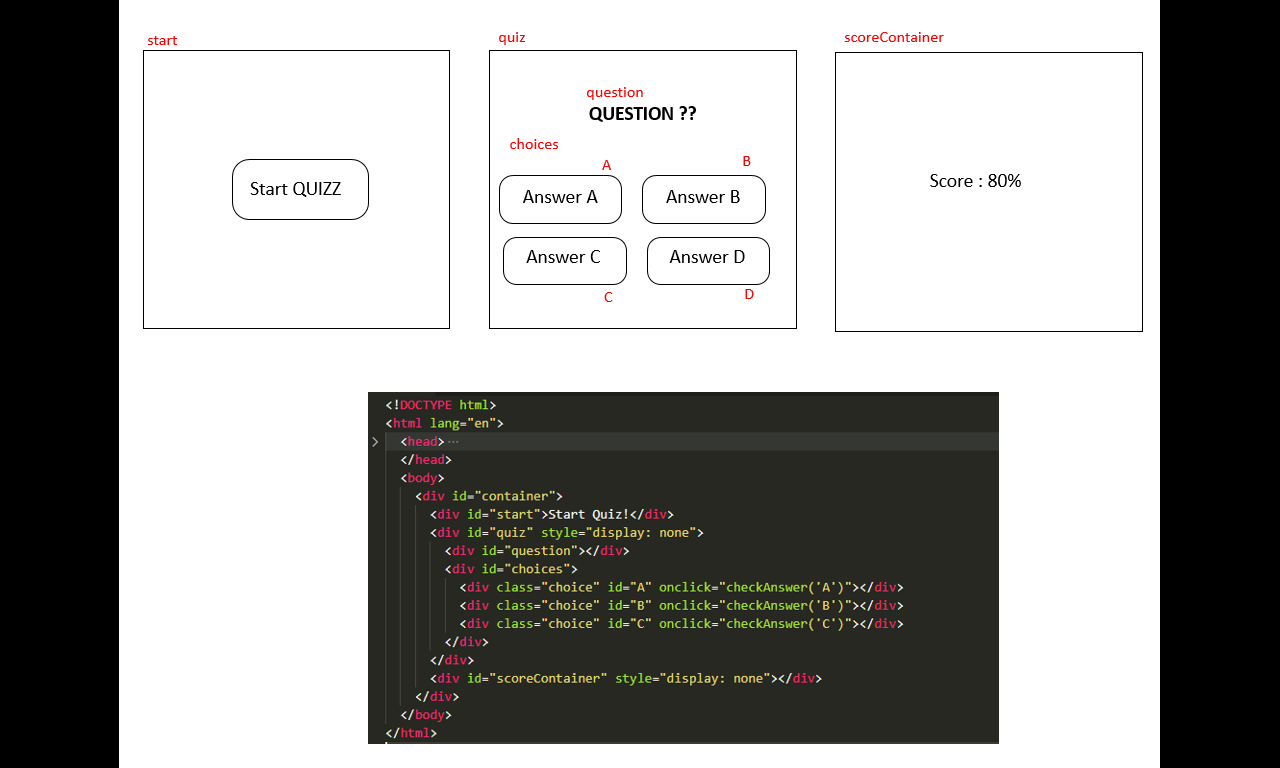 start
Start QUIZZ
quiz
question
QUESTION ??
choices
A
B
Answer A
Answer B
Answer C
Answer D
C
D
scoreContainer
Score : 80%
<!DOCTYPE html>
<html lang="en">
<head>···
</head>
<body>
<div id="container">
<div id="start">Start Quiz!</div>
<div id="quiz" style="display: none">
<div id="question"></div>
<div id="choices">
<div class="choice" id="A" onclick="checkAnswer('A')"></div>
<div class="choice" id="B" onclick="checkAnswer('B')"></div>
<div class="choice" id="C" onclick="checkAnswer('C')"></div>
</div>
</div>
<div id="scoreContainer" style="display: none"></div>
</div>
</body>
</html>